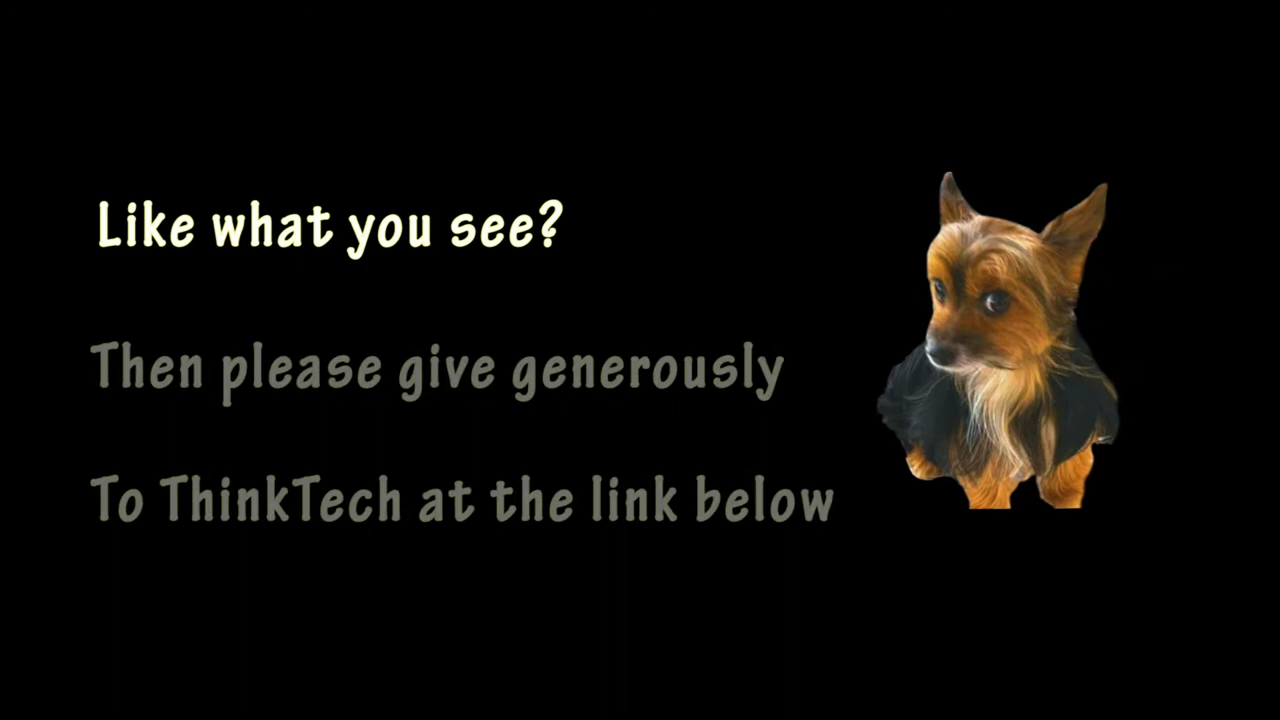 Like what you see?
Then please give generously
To ThinkTech at the link below